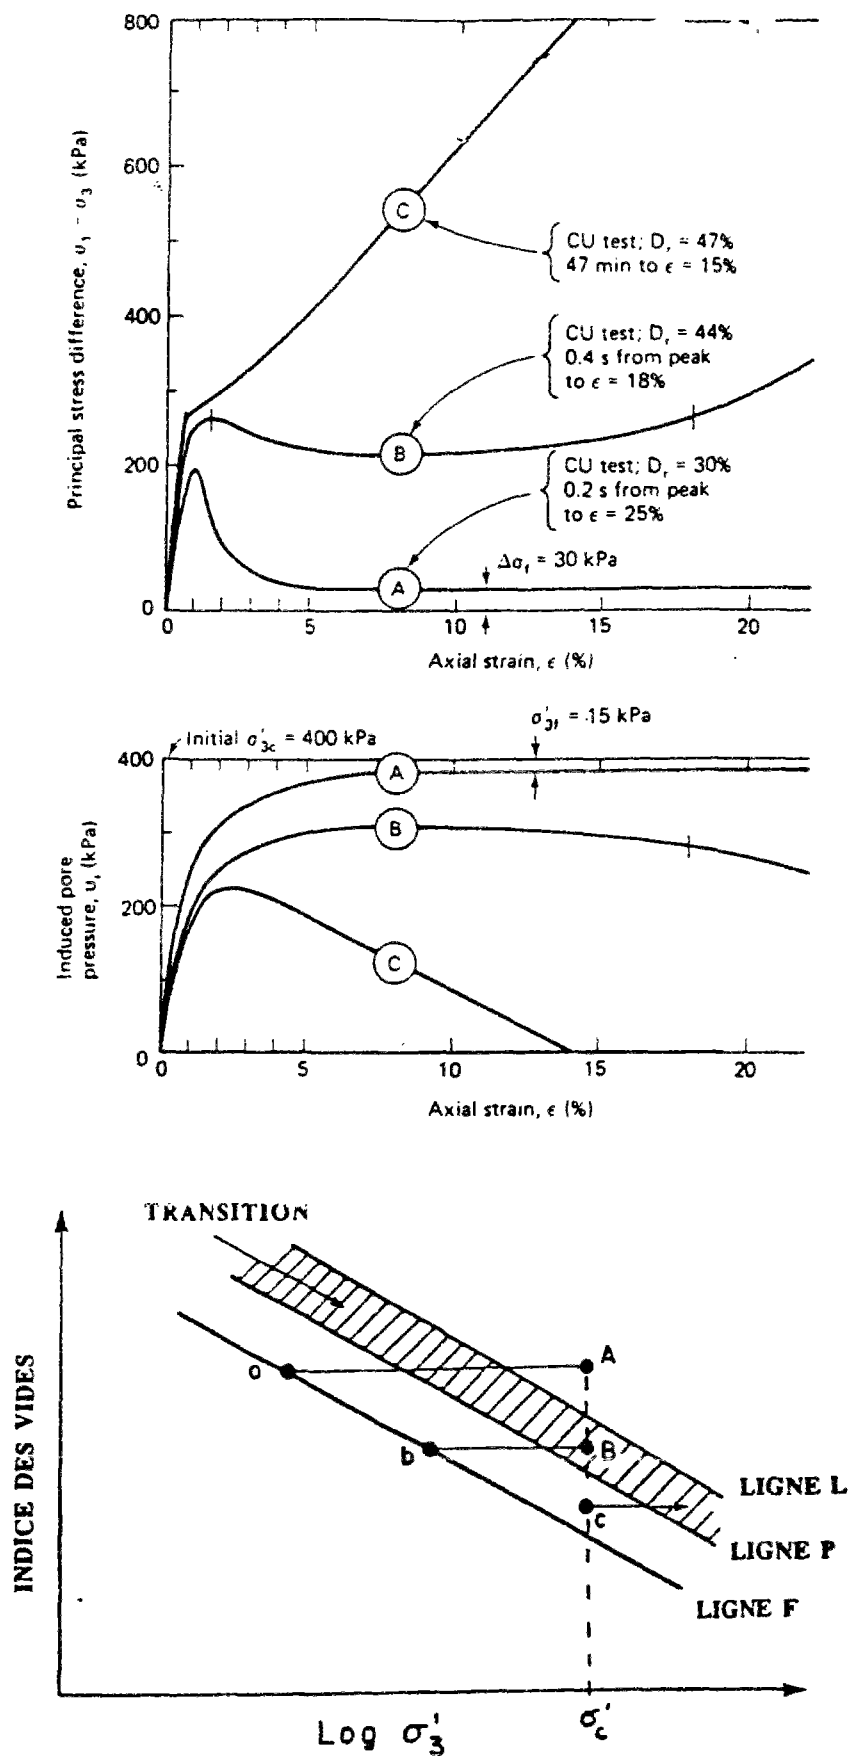 800
600
400
200
0
Principal stress difference, σ₁ − σ₃ (kPa)
C
CU test; Dᵣ = 47%
47 min to ϵ = 15%
CU test; Dᵣ = 44%
0.4 s from peak
to ϵ = 18%
B
CU test; Dᵣ = 30%
0.2 s from peak
to ϵ = 25%
A
Δσf = 30 kPa
0 5 10 15 20
Axial strain, ϵ (%)
Initial σ'3c = 400 kPa
σ'3f = 15 kPa
400
200
0
Induced pore
pressure, u, (kPa)
A
B
C
0 5 10 15 20
Axial strain, ϵ (%)
TRANSITION
INDICE DES VIDES
a
A
b
B
c
LIGNE L
LIGNE P
LIGNE F
Log σ₃'
σc'